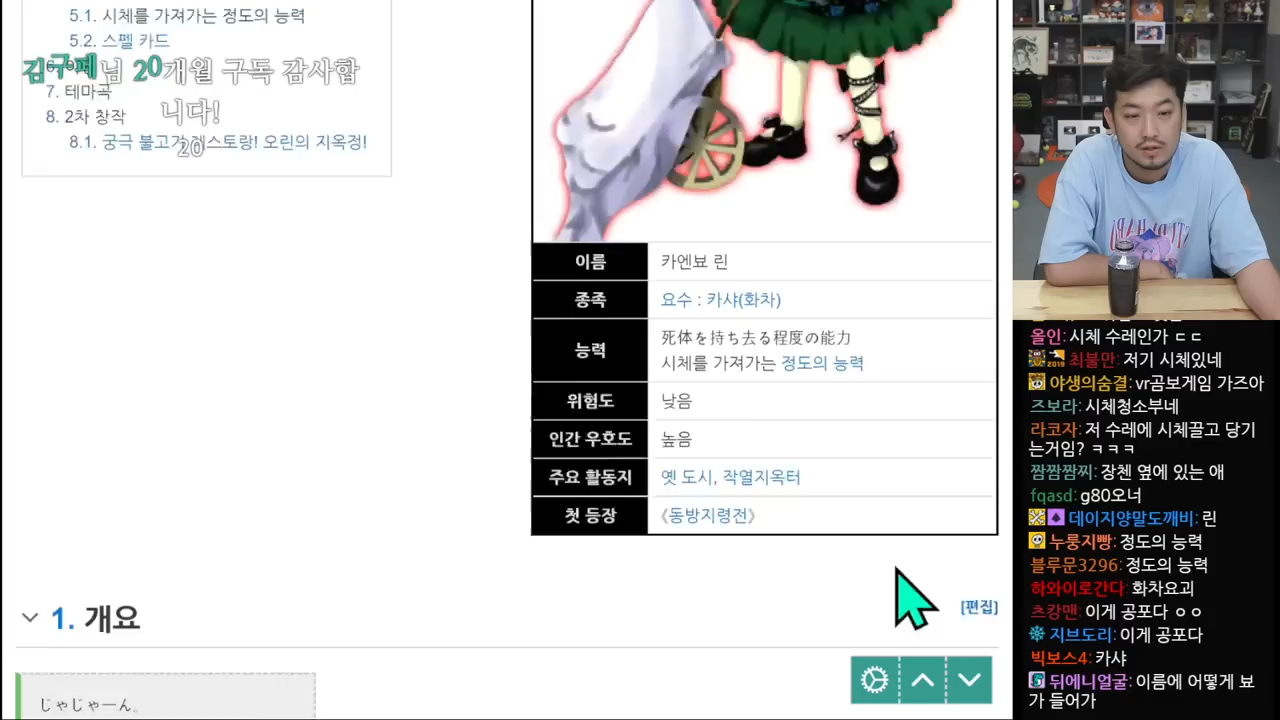 5.1. 시체를 가져가는 정도의 능력
5.2. 스펠 카드
김구페님 20개월 구독 감사합
니다!
20
7. 테마곡
8. 2차 창작
8.1. 궁극 불고기 레스토랑! 오린의 지옥정!
이름 카엔뵤 린
종족 요수 : 카샤(화차)
능력 死体を持ち去る程度の能力
시체를 가져가는 정도의 능력
위험도 낮음
인간 우호도 높음
주요 활동지 옛 도시, 작열지옥터
첫 등장 《동방지령전》
1. 개요
[편집]
じゃじゃーん。
올인: 시체 수레인가 ㄷㄷ
2019 최불만: 저기 시체있네
야생의숨결: vr곰보게임 가즈아
즈보라: 시체청소부네
라코자: 저 수레에 시체끌고 당기
는거임? ㅋㅋㅋ
짬짬짬찌: 장첸 옆에 있는 애
fqasd: g80오너
데이지양말도깨비: 린
누룽지빵: 정도의 능력
블루문3296: 정도의 능력
하와이로간다: 화차요괴
츠캉맨: 이게 공포다 ㅇㅇ
지브도리: 이게 공포다
빅보스4: 카샤
뒤에니얼굴: 이름에 어떻게 뵤
가 들어가